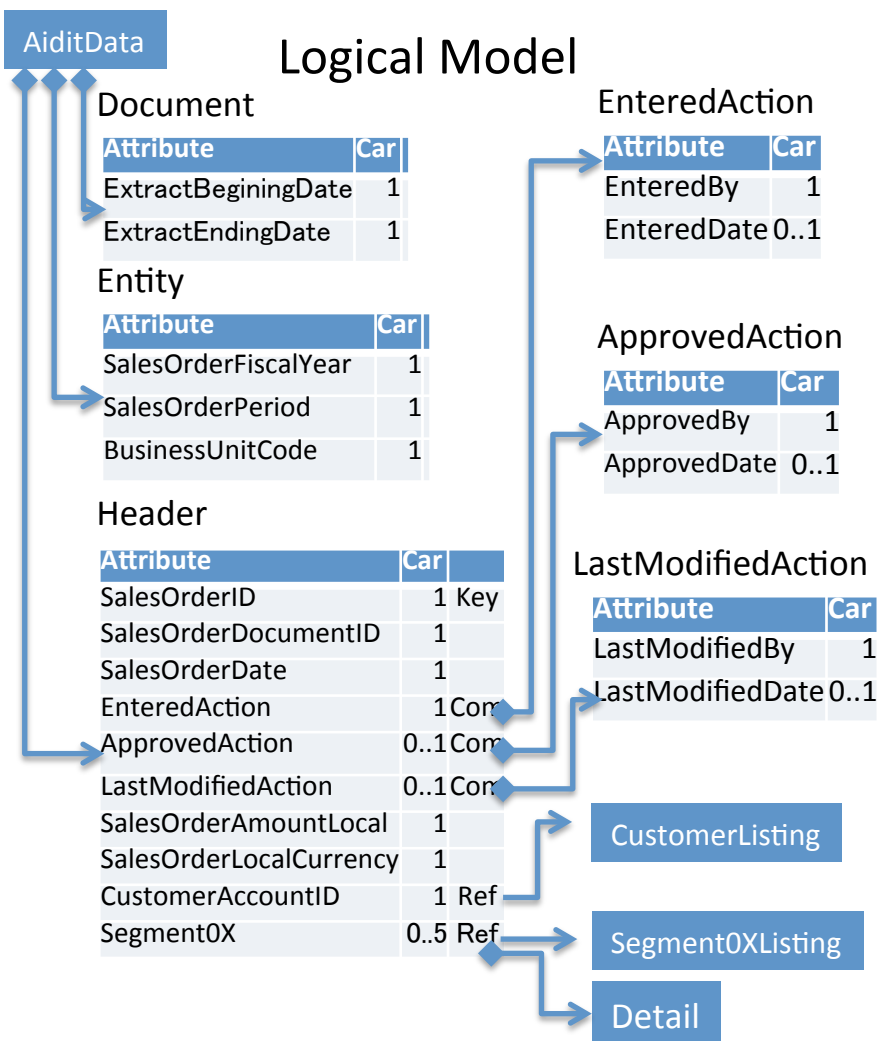 AiditData
Logical Model
Document
Attribute Car
ExtractBeginingDate 1
ExtractEndingDate 1
Entity
Attribute Car
SalesOrderFiscalYear 1
SalesOrderPeriod 1
BusinessUnitCode 1
Header
Attribute Car
SalesOrderID 1 Key
SalesOrderDocumentID 1
SalesOrderDate 1
EnteredAction 1 Com
ApprovedAction 0..1 Com
LastModifiedAction 0..1 Com
SalesOrderAmountLocal 1
SalesOrderLocalCurrency 1
CustomerAccountID 1 Ref
Segment0X 0..5 Ref
EnteredAction
Attribute Car
EnteredBy 1
EnteredDate 0..1
ApprovedAction
Attribute Car
ApprovedBy 1
ApprovedDate 0..1
LastModifiedAction
Attribute Car
LastModifiedBy 1
LastModifiedDate 0..1
CustomerListing
Segment0XListing
Detail